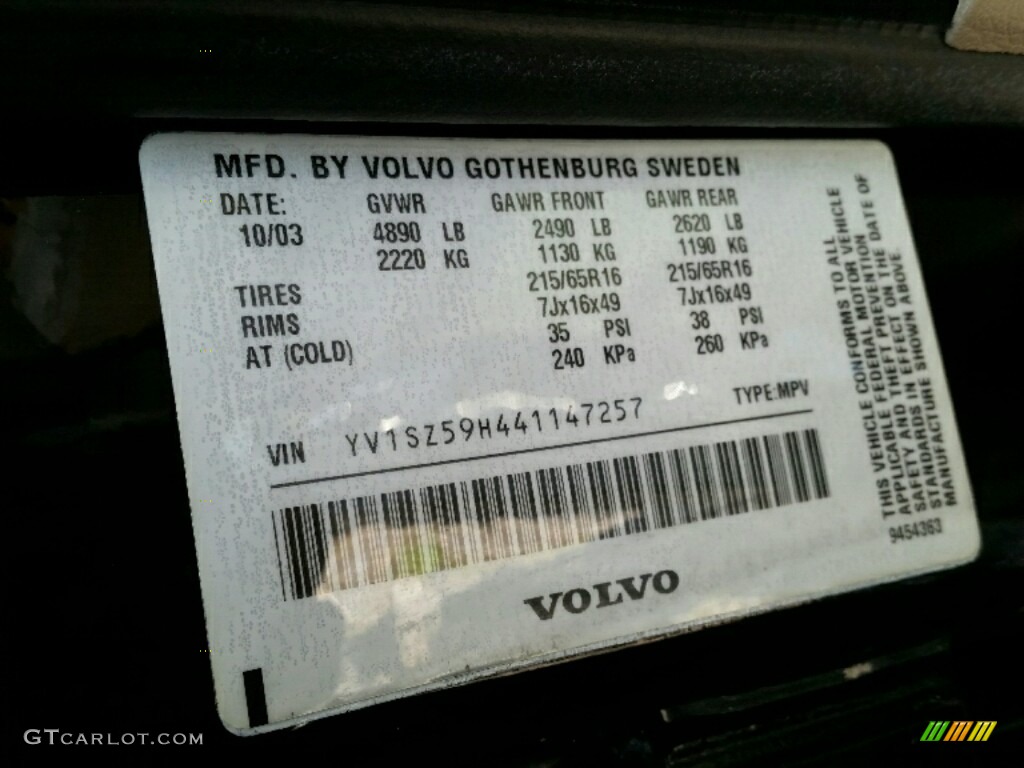 MFD. BY VOLVO GOTHENBURG SWEDEN
DATE: GVWR GAWR FRONT GAWR REAR
10/03 4890 LB 2490 LB 2620 LB
2220 KG 1130 KG 1190 KG
TIRES 215/65R16 215/65R16
RIMS 7Jx16x49 7Jx16x49
AT (COLD) 35 PSI 38 PSI
240 KPa 260 KPa
VIN YV1SZ59H441147257 TYPE:MPV
VOLVO
THIS VEHICLE CONFORMS TO ALL
APPLICABLE FEDERAL MOTOR VEHICLE
SAFETY AND THEFT PREVENTION
STANDARDS IN EFFECT ON THE DATE OF
MANUFACTURE SHOWN ABOVE
9454363
GTCARLOT.COM